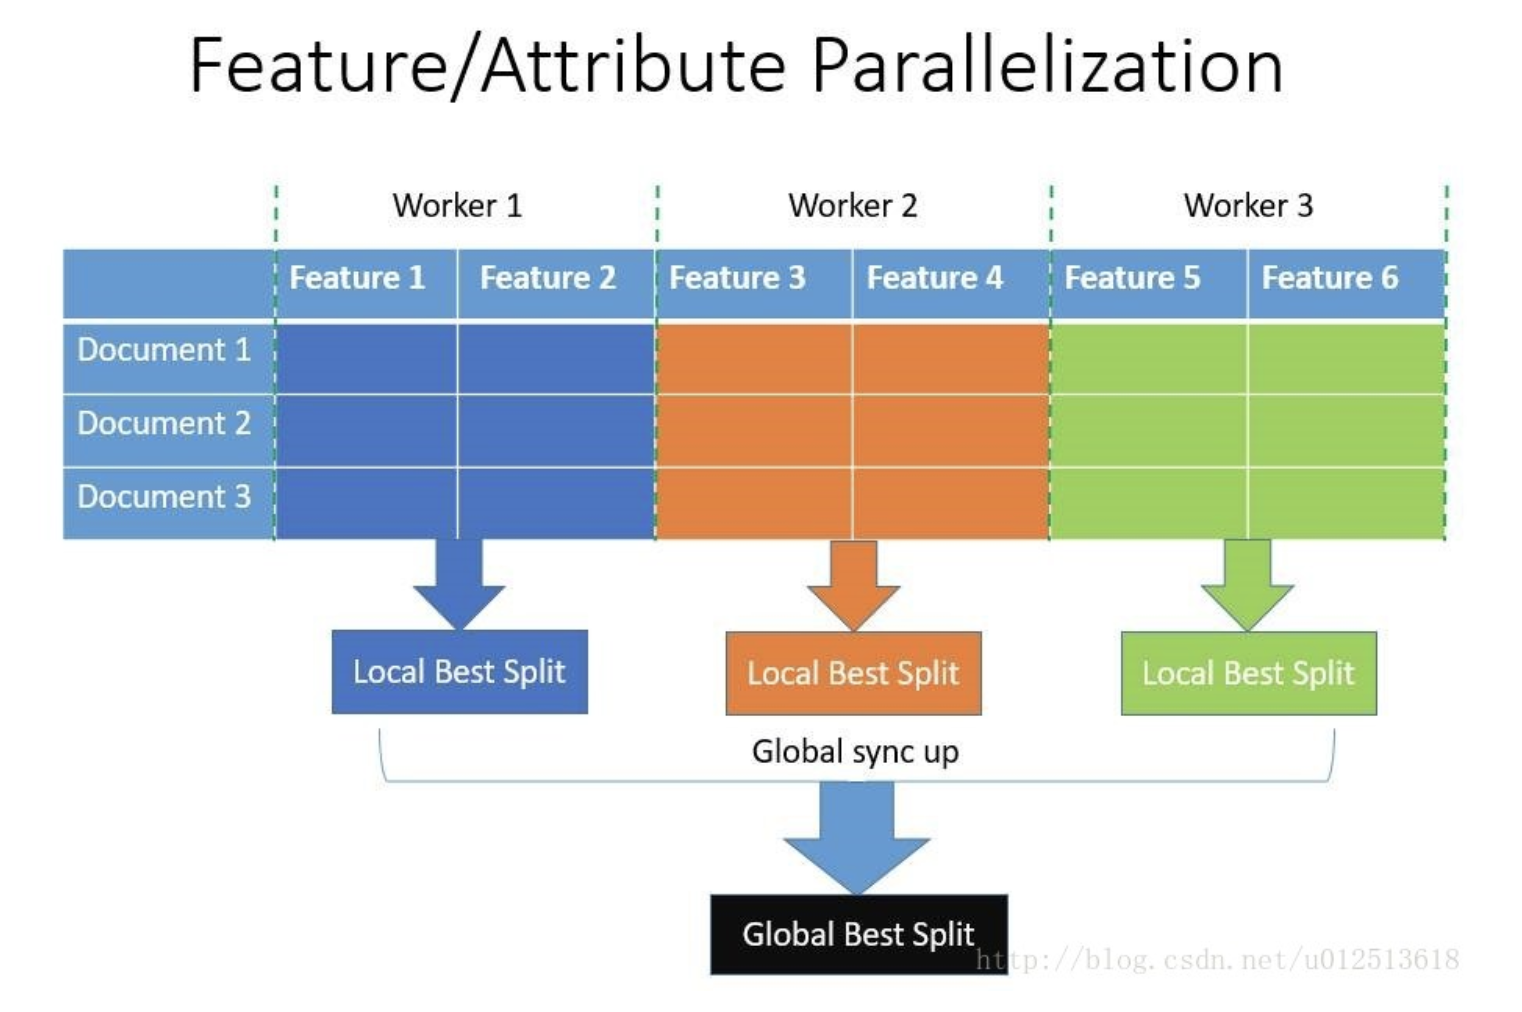 Feature/Attribute Parallelization
Worker 1 Worker 2 Worker 3
Feature 1 Feature 2 Feature 3 Feature 4 Feature 5 Feature 6
Document 1
Document 2
Document 3
Local Best Split Local Best Split Local Best Split
Global sync up
Global Best Split
http://blog.csdn.net/u012513618